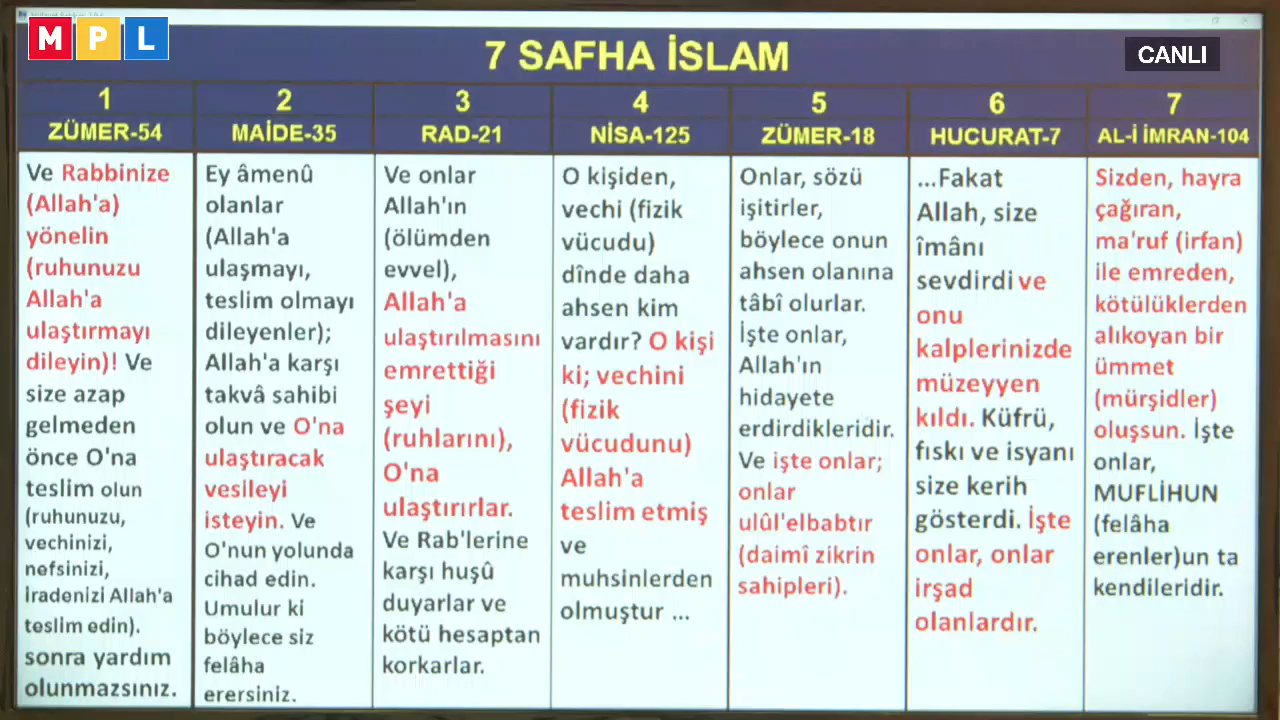 M P L
CANLI
7 SAFHA İSLAM
1
ZÜMER-54
Ve Rabbinize
(Allah'a)
yönelin
(ruhunuzu
Allah'a
ulaştırmayı
dileyin)! Ve
size azap
gelmeden
önce O'na
teslim olun
(ruhunuzu,
vechinizi,
nefsinizi,
iradenizi Allah'a
teslim edin).
sonra yardım
olunmazsınız.
2
MAİDE-35
Ey âmenû
olanlar
(Allah'a
ulaşmayı,
teslim olmayı
dileyenler);
Allah'a karşı
takvâ sahibi
olun ve O'na
ulaştıracak
vesileyi
isteyin. Ve
O'nun yolunda
cihad edin.
Umulur ki
böylece siz
felâha
erersiniz.
3
RAD-21
Ve onlar
Allah'ın
(ölümden
evvel),
Allah'a
ulaştırılmasını
emrettiği
şeyi
(ruhlarını),
O'na
ulaştırırlar.
Ve Rab'lerine
karşı huşû
duyarlar ve
kötü hesaptan
korkarlar.
4
NİSA-125
O kişiden,
vechi (fizik
vücudu)
dînde daha
ahsen kim
vardır? O kişi
ki; vechini
(fizik
vücudunu)
Allah'a
teslim etmiş
ve
muhsinlerden
olmuştur ...
5
ZÜMER-18
Onlar, sözü
işitirler,
böylece onun
ahsen olanına
tâbî olurlar.
İşte onlar,
Allah'ın
hidayete
erdirdikleridir.
Ve işte onlar;
onlar
ulûl'elbabtır
(daimî zikrin
sahipleri).
6
HUCURAT-7
...Fakat
Allah, size
îmânı
sevdirdi ve
onu
kalplerinizde
müzeyyen
kıldı. Küfrü,
fıskı ve isyanı
size kerih
gösterdi. İşte
onlar, onlar
irşad
olanlardır.
7
AL-İ İMRAN-104
Sizden, hayra
çağıran,
ma'ruf (irfan)
ile emreden,
kötülüklerden
alıkoyan bir
ümmet
(mürşidler)
oluşsun. İşte
onlar,
MUFLİHUN
(felâha
erenler)un ta
kendileridir.